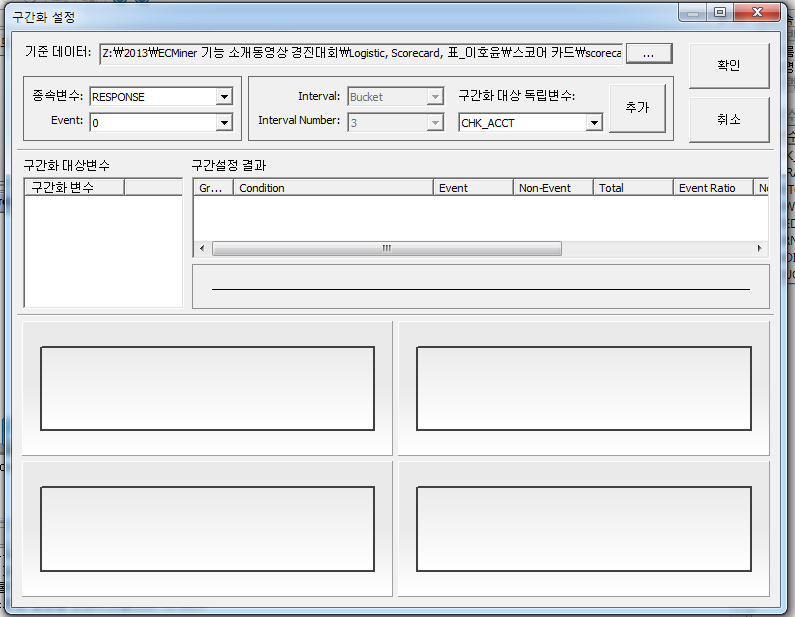 구간화 설정
기준 데이터: Z:\2013\ECMiner 기능 소개동영상 경진대회\Logistic, Scorecard, 표_이호윤\스코어 카드\scoreca ...
확인
종속변수: RESPONSE
Interval: Bucket
구간화 대상 독립변수:
추가
Event: 0
Interval Number: 3
CHK_ACCT
취소
구간화 대상변수
구간설정 결과
구간화 변수
Gr... Condition Event Non-Event Total Event Ratio